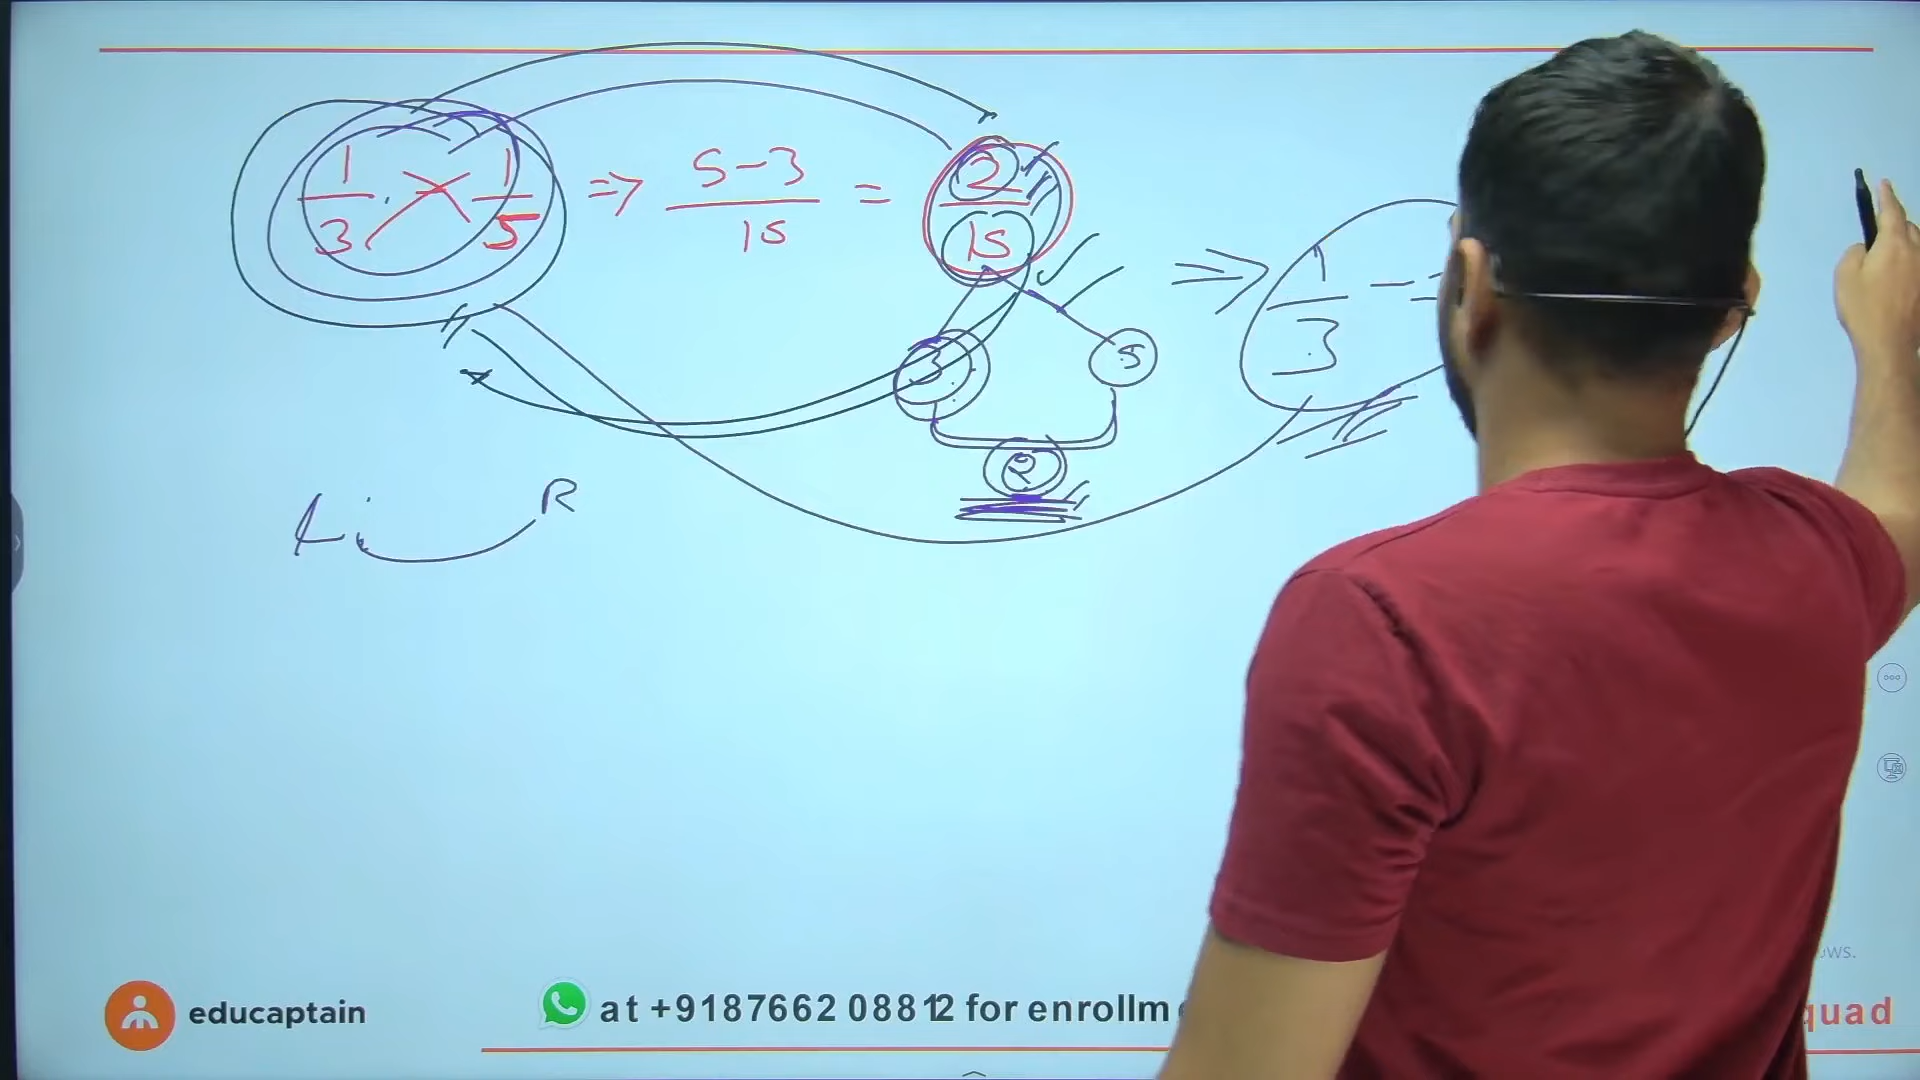 1/3 - 1/5 ⇒ 5-3/15 = 2/15 ⇒ 1/3 -
3 5
2
R
educaptain
at +9187662 08812 for enrollm
quad